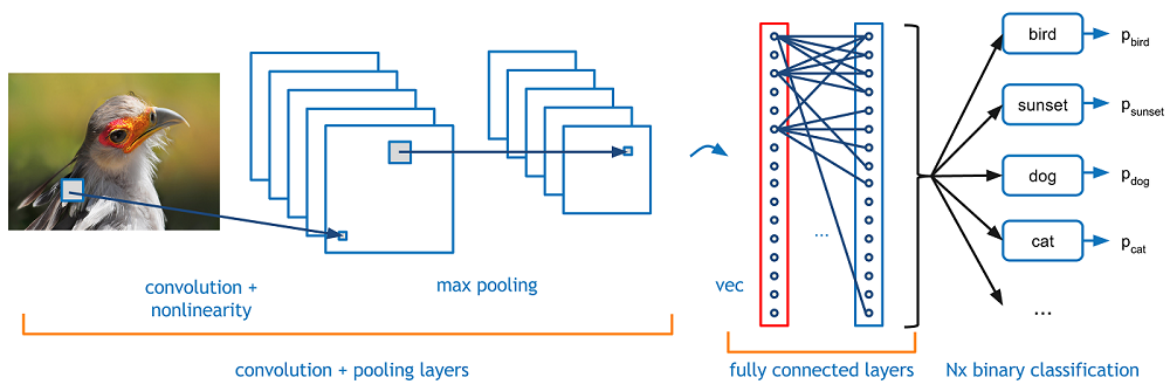 convolution +
nonlinearity
max pooling
convolution + pooling layers
vec
...
fully connected layers
bird
p_bird
sunset
p_sunset
dog
p_dog
cat
p_cat
...
Nx binary classification